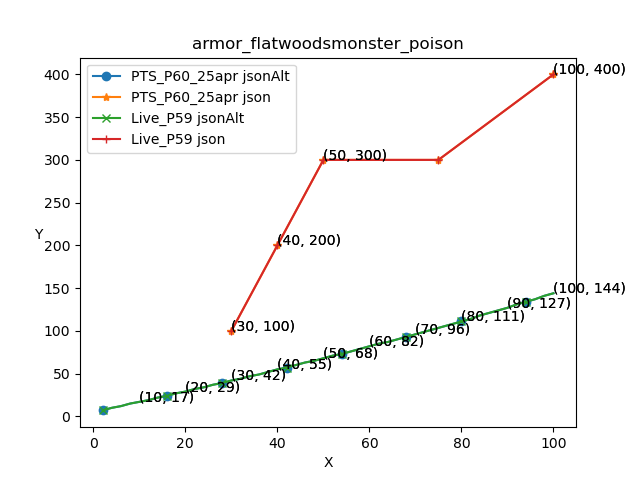 armor_flatwoodsmonster_poison
PTS_P60_25apr jsonAlt
PTS_P60_25apr json
Live_P59 jsonAlt
Live_P59 json
(100, 400)
(50, 300)
(40, 200)
(30, 100)
(100, 144)
(90, 127)
(80, 111)
(70, 96)
(60, 82)
(50, 68)
(40, 55)
(30, 42)
(20, 29)
(10, 17)
Y
400
350
300
250
200
150
100
50
0
0 20 40 60 80 100
X